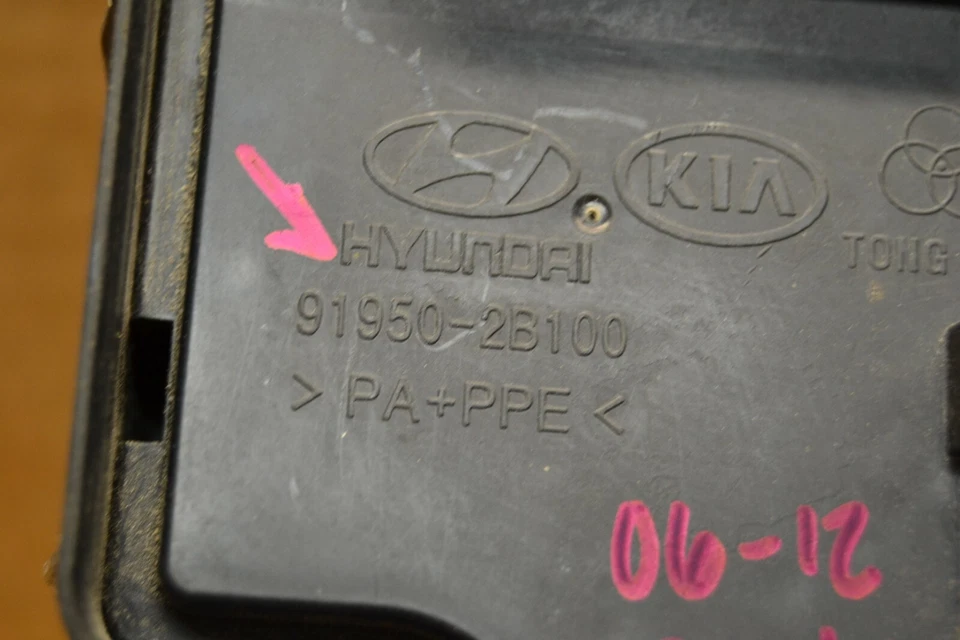 KIA
HYUNDAI
TONG
91950-2B100
> PA+PPE <
06-12